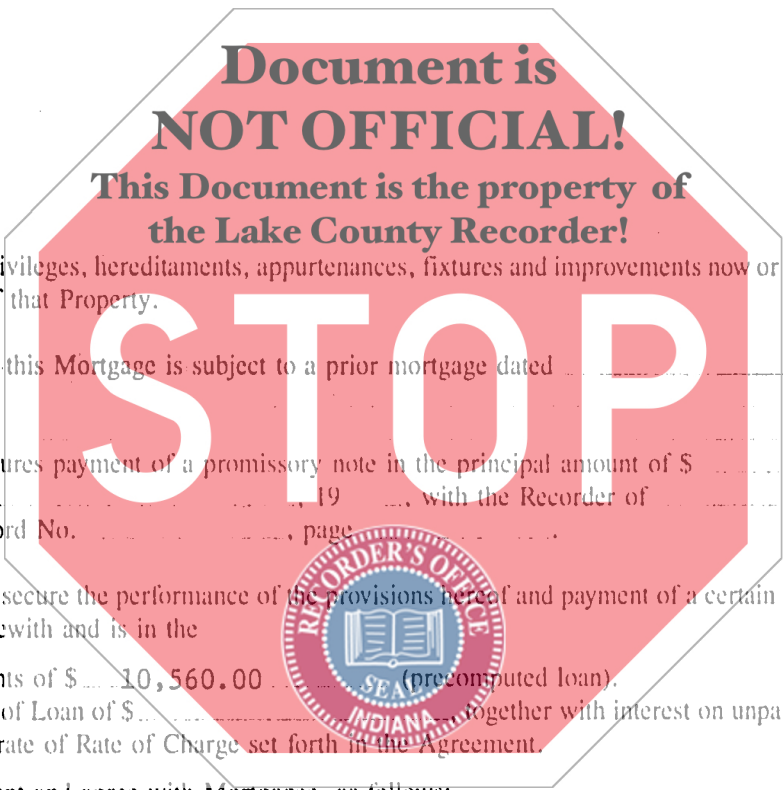 Document is
NOT OFFICIAL!
This Document is the property of
the Lake County Recorder!
ivileges, hereditaments, appurtenances, fixtures and improvements now or
that Property.
this Mortgage is subject to a prior mortgage dated
STOP
ures payment of a promissory note in the principal amount of $
, 19 , with the Recorder of
ord No. , page .
RECORDER'S OFFICE
secure the performance of the provisions hereof and payment of a certain
ewith and is in the
nts of $ 10,560.00 (precomputed loan).
SEAL
of Loan of $ , together with interest on unpa
INDIANA
rate of Rate of Charge set forth in the Agreement.